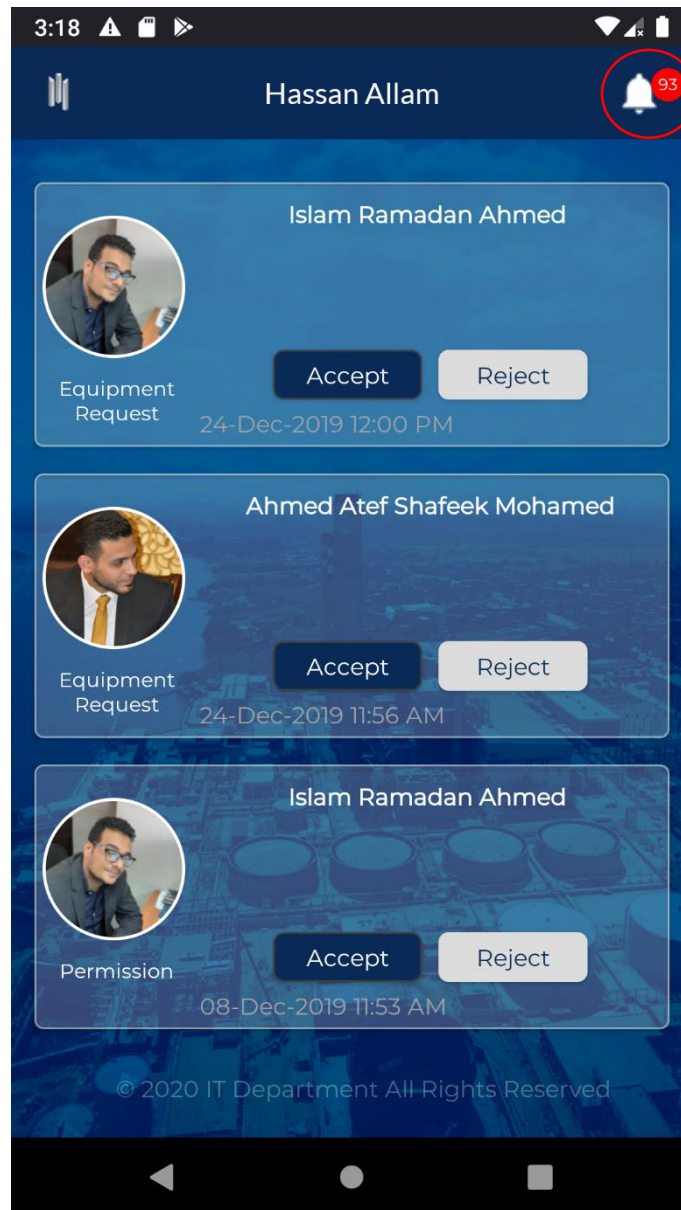 3:18
Hassan Allam
93
Islam Ramadan Ahmed
Accept
Reject
Equipment
Request
24-Dec-2019 12:00 PM
Ahmed Atef Shafeek Mohamed
Accept
Reject
Equipment
Request
24-Dec-2019 11:56 AM
Islam Ramadan Ahmed
Accept
Reject
Permission
08-Dec-2019 11:53 AM
© 2020 IT Department All Rights Reserved